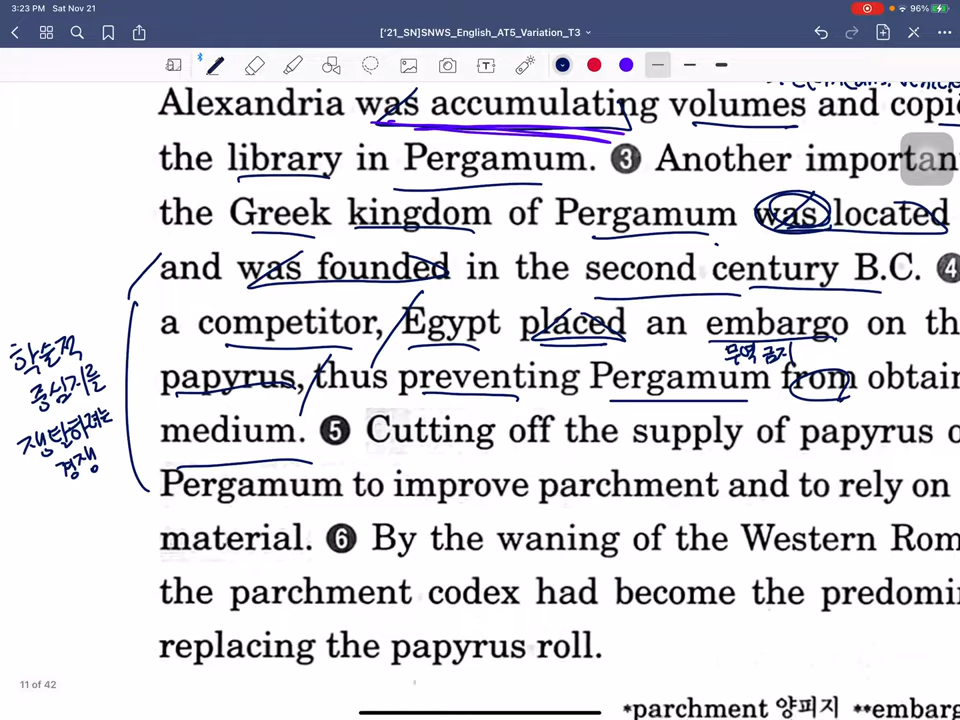 3:23 PM Sat Nov 21
96%
['21_SN]SNWS_English_AT5_Variation_T3
Alexandria was accumulating volumes and copi
the library in Pergamum. ❸ Another importan
the Greek kingdom of Pergamum was located
and was founded in the second century B.C. ❹
a competitor, Egypt placed an embargo on th
무역 금지
papyrus, thus preventing Pergamum from obtain
medium. ❺ Cutting off the supply of papyrus o
Pergamum to improve parchment and to rely on
material. ❻ By the waning of the Western Rom
the parchment codex had become the predomi
replacing the papyrus roll.
학술적
중심지를
쟁탈하려는
경쟁
11 of 42
*parchment 양피지 **embarg